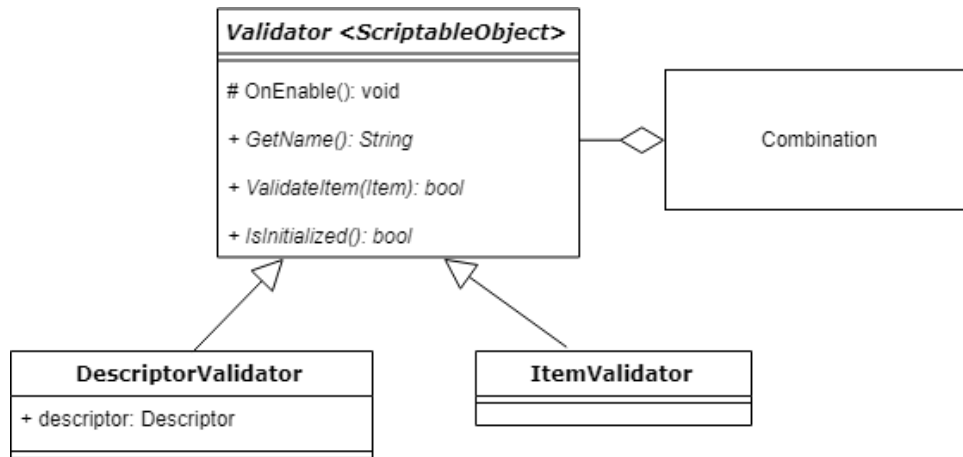 Validator <ScriptableObject>
# OnEnable(): void
+ GetName(): String
+ ValidateItem(Item): bool
+ IsInitialized(): bool
Combination
DescriptorValidator
+ descriptor: Descriptor
ItemValidator